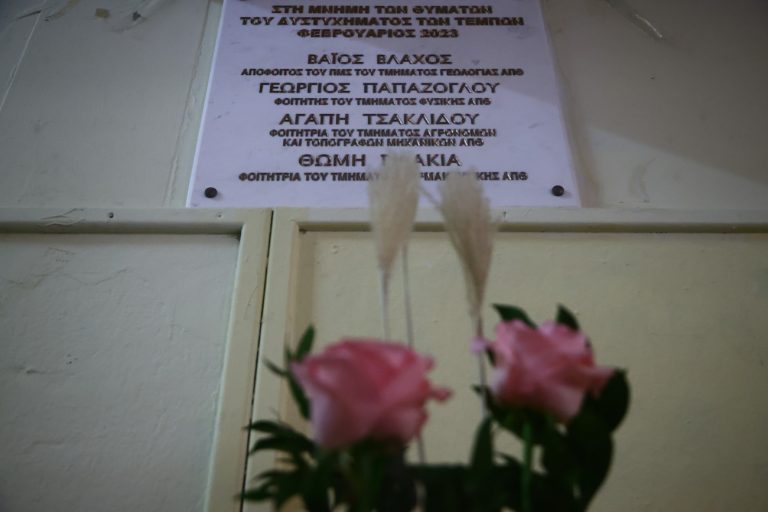 ΣΤΗ ΜΝΗΜΗ ΤΩΝ ΘΥΜΑΤΩΝ
ΤΟΥ ΔΥΣΤΥΧΗΜΑΤΟΣ ΤΩΝ ΤΕΜΠΩΝ
ΦΕΒΡΟΥΑΡΙΟΣ 2023
ΒΑΪΟΣ ΒΛΑΧΟΣ
ΑΠΟΦΟΙΤΟΣ ΤΟΥ ΠΜΣ ΤΟΥ ΤΜΗΜΑΤΟΣ ΓΕΩΛΟΓΙΑΣ ΑΠΘ
ΓΕΩΡΓΙΟΣ ΠΑΠΑΖΟΓΛΟΥ
ΦΟΙΤΗΤΗΣ ΤΟΥ ΤΜΗΜΑΤΟΣ ΦΥΣΙΚΗΣ ΑΠΘ
ΑΓΑΠΗ ΤΣΑΚΛΙΔΟΥ
ΦΟΙΤΗΤΡΙΑ ΤΟΥ ΤΜΗΜΑΤΟΣ ΑΓΡΟΝΟΜΩΝ
ΚΑΙ ΤΟΠΟΓΡΑΦΩΝ ΜΗΧΑΝΙΚΩΝ ΑΠΘ
ΘΩΜΗ
ΦΟΙΤΗΤΡΙΑ ΤΟΥ ΑΠΘ